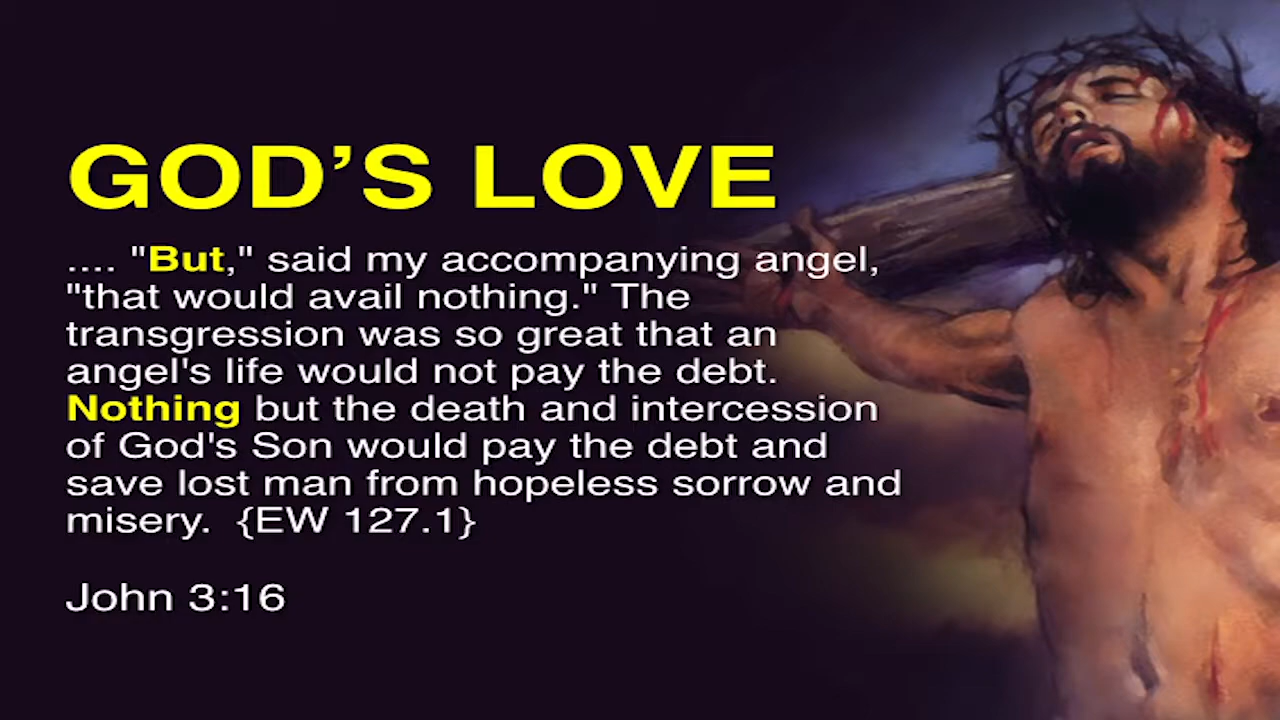 GOD’S LOVE
.... "But," said my accompanying angel,
"that would avail nothing." The
transgression was so great that an
angel's life would not pay the debt.
Nothing but the death and intercession
of God's Son would pay the debt and
save lost man from hopeless sorrow and
misery.  {EW 127.1}
John 3:16